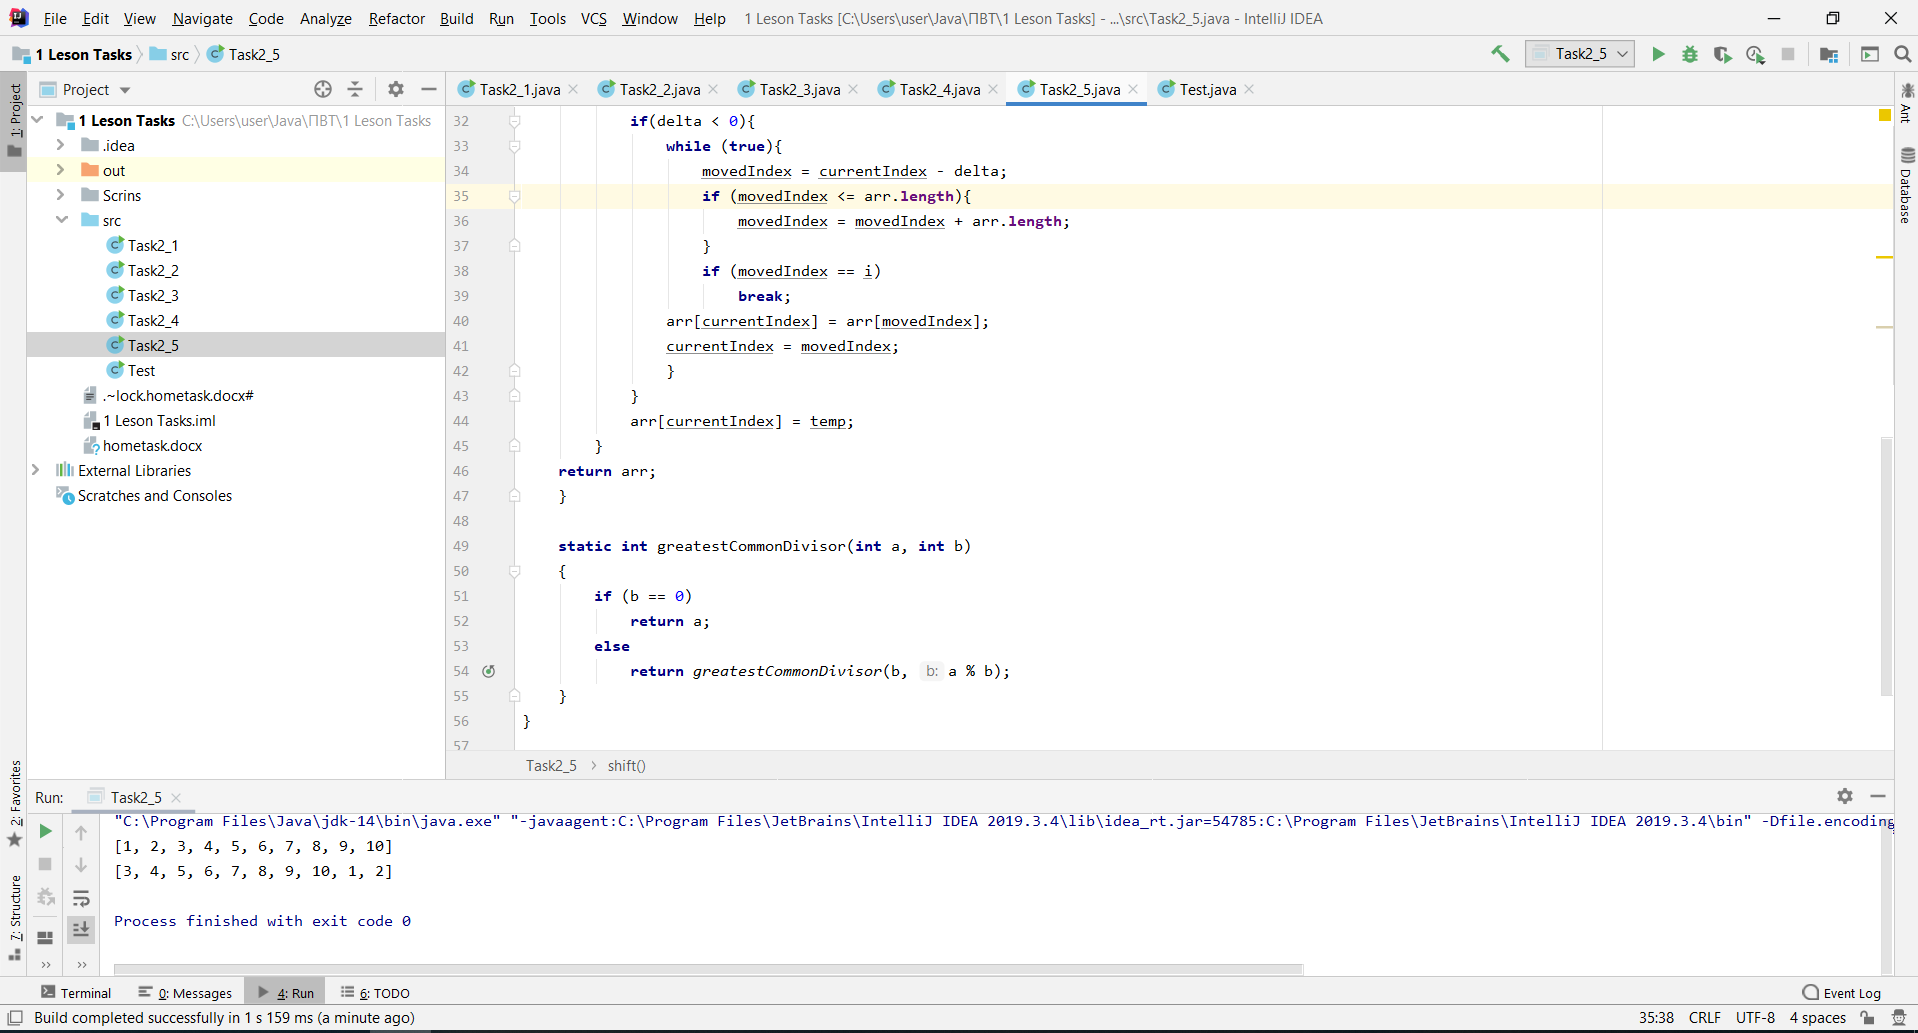 File Edit View Navigate Code Analyze Refactor Build Run Tools VCS Window Help 1 Leson Tasks [C:\Users\user\Java\ПВТ\1 Leson Tasks] - ...\src\Task2_5.java - IntelliJ IDEA
1 Leson Tasks src Task2_5 Task2_5
1: Project
Project
Task2_1.java Task2_2.java Task2_3.java Task2_4.java Task2_5.java Test.java
Ant
Database
1 Leson Tasks C:\Users\user\Java\ПВТ\1 Leson Tasks
.idea
out
Scrins
src
Task2_1
Task2_2
Task2_3
Task2_4
Task2_5
Test
.~lock.hometask.docx#
1 Leson Tasks.iml
hometask.docx
External Libraries
Scratches and Consoles
32 if(delta < 0){
33 while (true){
34 movedIndex = currentIndex - delta;
35 if (movedIndex <= arr.length){
36 movedIndex = movedIndex + arr.length;
37 }
38 if (movedIndex == i)
39 break;
40 arr[currentIndex] = arr[movedIndex];
41 currentIndex = movedIndex;
42 }
43 }
44 arr[currentIndex] = temp;
45 }
46 return arr;
47 }
48
49 static int greatestCommonDivisor(int a, int b)
50 {
51 if (b == 0)
52 return a;
53 else
54 return greatestCommonDivisor(b, b: a % b);
55 }
56 }
57
Task2_5 > shift()
2: Favorites
7: Structure
Run: Task2_5
"C:\Program Files\Java\jdk-14\bin\java.exe" "-javaagent:C:\Program Files\JetBrains\IntelliJ IDEA 2019.3.4\lib\idea_rt.jar=54785:C:\Program Files\JetBrains\IntelliJ IDEA 2019.3.4\bin" -Dfile.encoding
[1, 2, 3, 4, 5, 6, 7, 8, 9, 10]
[3, 4, 5, 6, 7, 8, 9, 10, 1, 2]
Process finished with exit code 0
Terminal 0: Messages 4: Run 6: TODO Event Log
Build completed successfully in 1 s 159 ms (a minute ago) 35:38 CRLF UTF-8 4 spaces